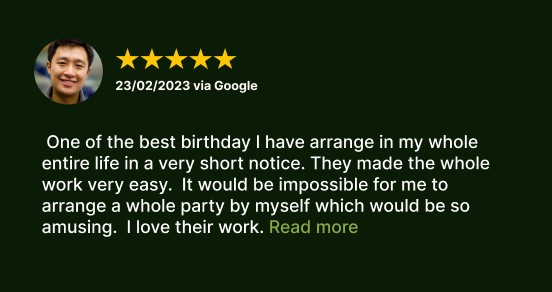 23/02/2023 via Google
One of the best birthday I have arrange in my whole
entire life in a very short notice. They made the whole
work very easy.  It would be impossible for me to
arrange a whole party by myself which would be so
amusing.  I love their work. Read more